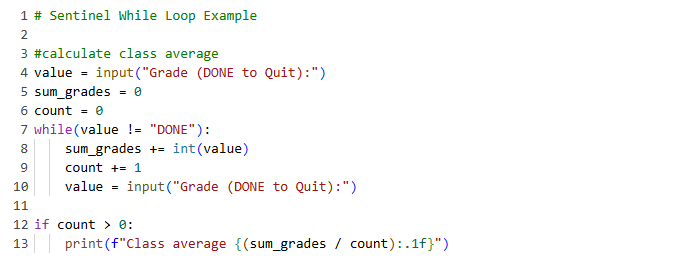 1 # Sentinel While Loop Example
2
3 #calculate class average
4 value = input("Grade (DONE to Quit):")
5 sum_grades = 0
6 count = 0
7 while(value != "DONE"):
8     sum_grades += int(value)
9     count += 1
10     value = input("Grade (DONE to Quit):")
11
12 if count > 0:
13     print(f"Class average {(sum_grades / count):.1f}")